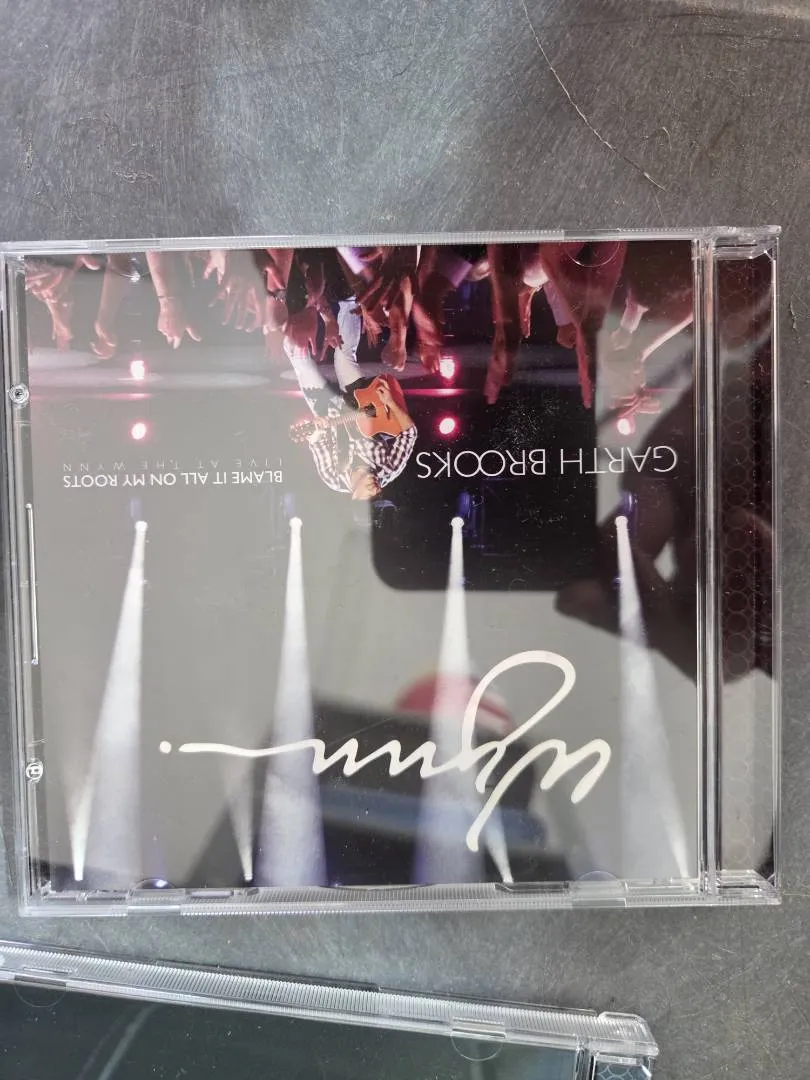 Wynn.
GARTH BROOKS
BLAME IT ALL ON MY ROOTS
LIVE AT THE WYNN